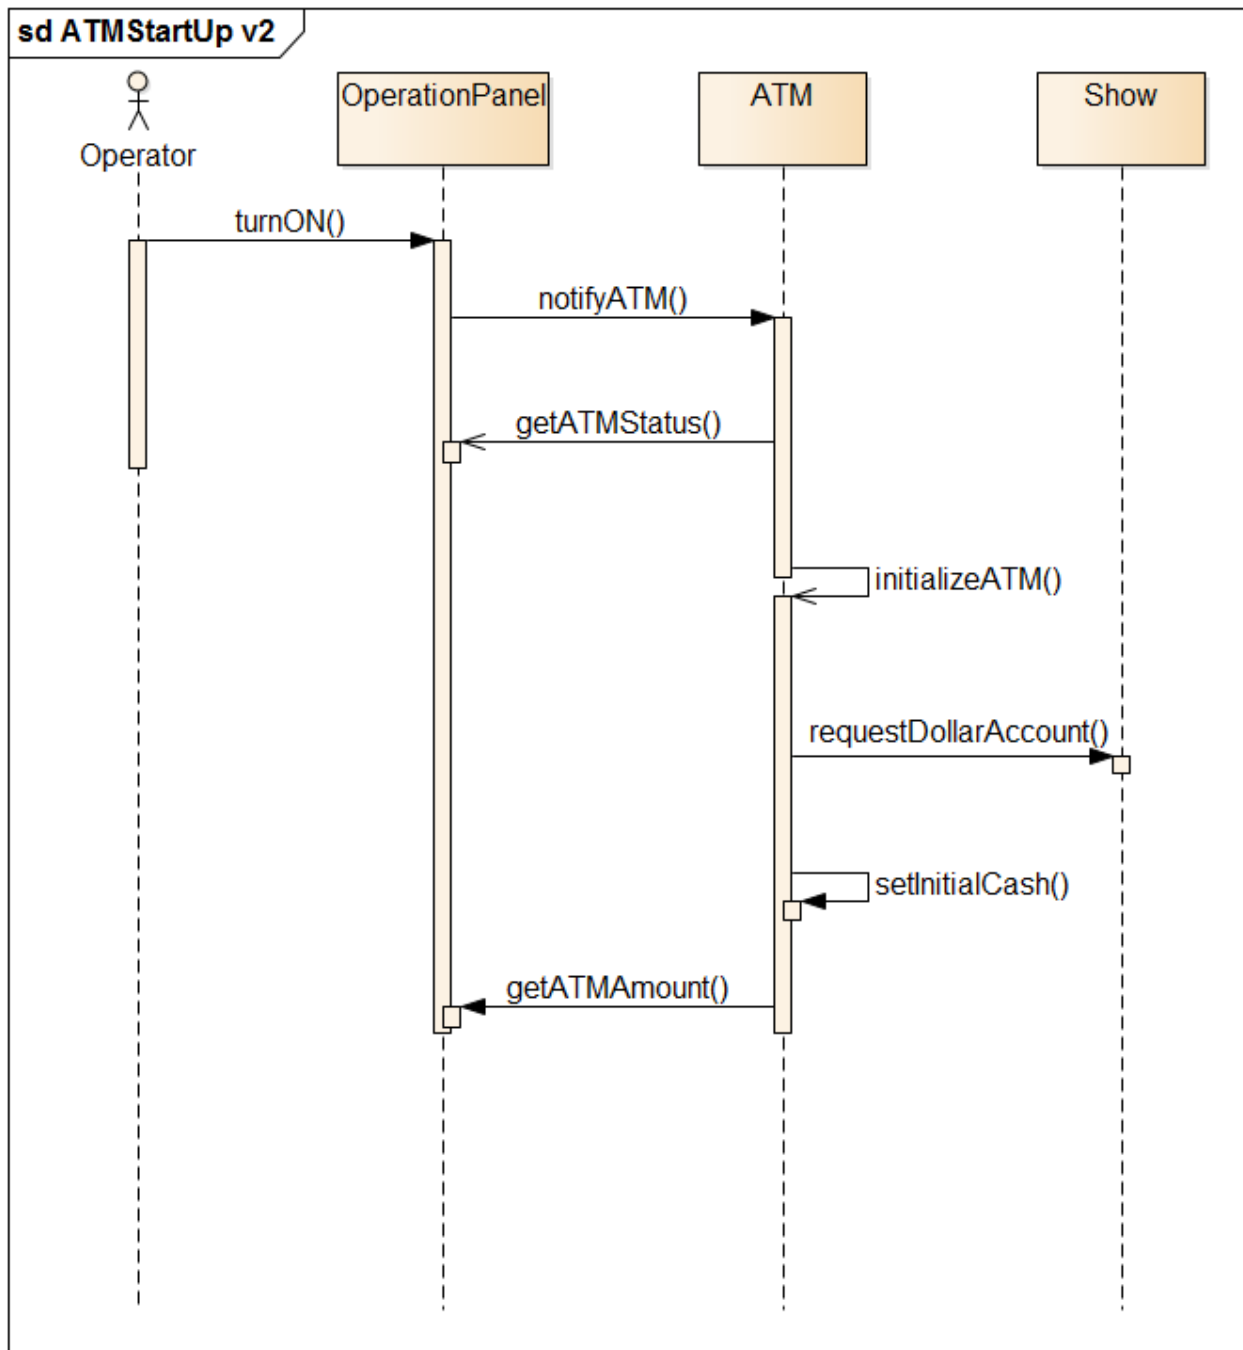 sd ATMStartUp v2
Operator
OperationPanel
ATM
Show
turnON()
notifyATM()
getATMStatus()
initializeATM()
requestDollarAccount()
setInitialCash()
getATMAmount()